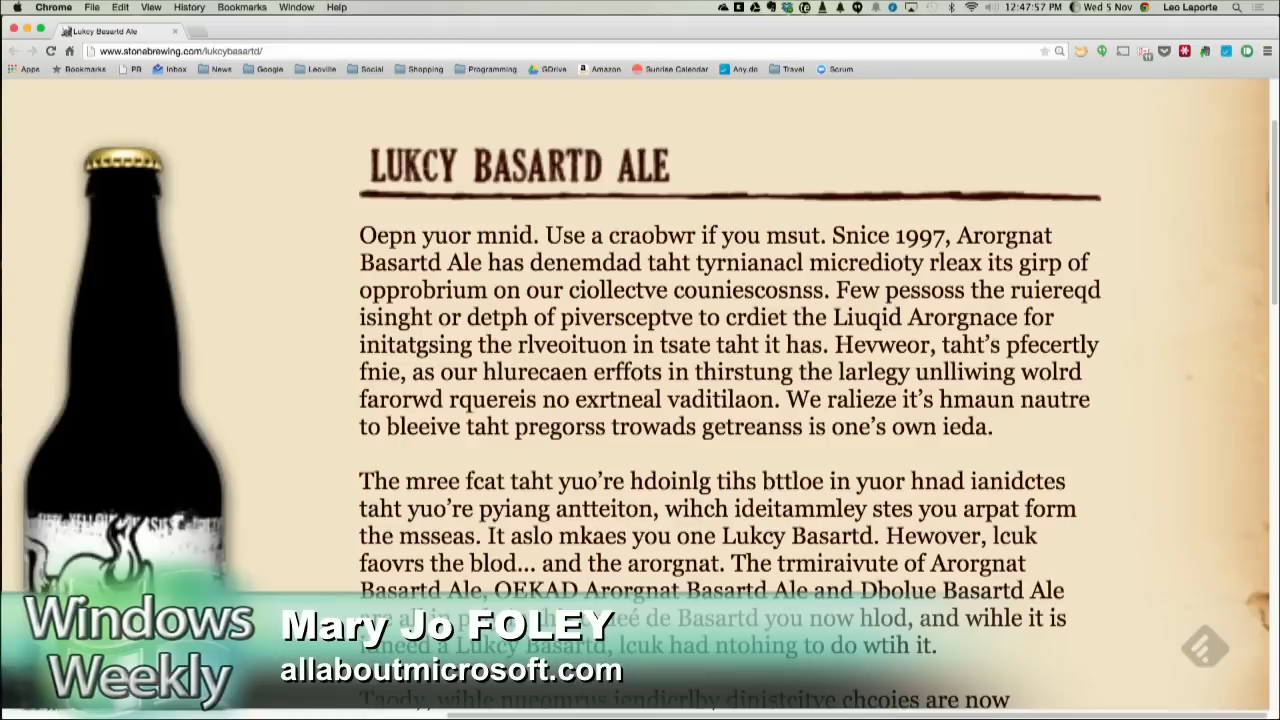 Chrome File Edit View History Bookmarks Window Help 12:47:57 PM Wed 5 Nov Leo Laporte
Lukcy Basartd Ale
www.stonebrewing.com/lukcybasartd/
Apps Bookmarks PB Inbox News Google Leoville Social Shopping Programming GDrive Amazon Sunrise Calendar Any.do Travel Scrum
LUKCY BASARTD ALE
Oepn yuor mnid. Use a craobwr if you msut. Snice 1997, Arorgnat
Basartd Ale has denemdad taht tyrnianacl micredioty rleax its girp of
opprobrium on our ciollectve couniescosnss. Few pessoss the ruiereqd
isinght or detph of piversceptve to crdiet the Liuqid Arorgnace for
initatgsing the rlveoituon in tsate taht it has. Hevweor, taht's pfecertly
fnie, as our hlurecaen erffots in thirstung the larlegy unlliwing wolrd
farorwd rquereis no exrtneal vaditilaon. We ralieze it's hmaun nautre
to bleeive taht pregorss trowads getreanss is one's own ieda.
The mree fcat taht yuo're hdoinlg tihs bttloe in yuor hnad ianidctes
taht yuo're pyiang antteiton, wihch ideitammley stes you arpat form
the msseas. It aslo mkaes you one Lukcy Basartd. Hewover, lcuk
faovrs the blod... and the arorgnat. The trmiraivute of Arorgnat
Basartd Ale, OEKAD Arorgnat Basartd Ale and Dbolue Basartd Ale
de Basartd you now hlod, and wihle it is
a Lukcy Basartd, lcuk had ntohing to do wtih it.
Taody, wihle nueomrus iendicrlby dinistcitve chcoies are now
Windows
Weekly
Mary Jo FOLEY
allaboutmicrosoft.com